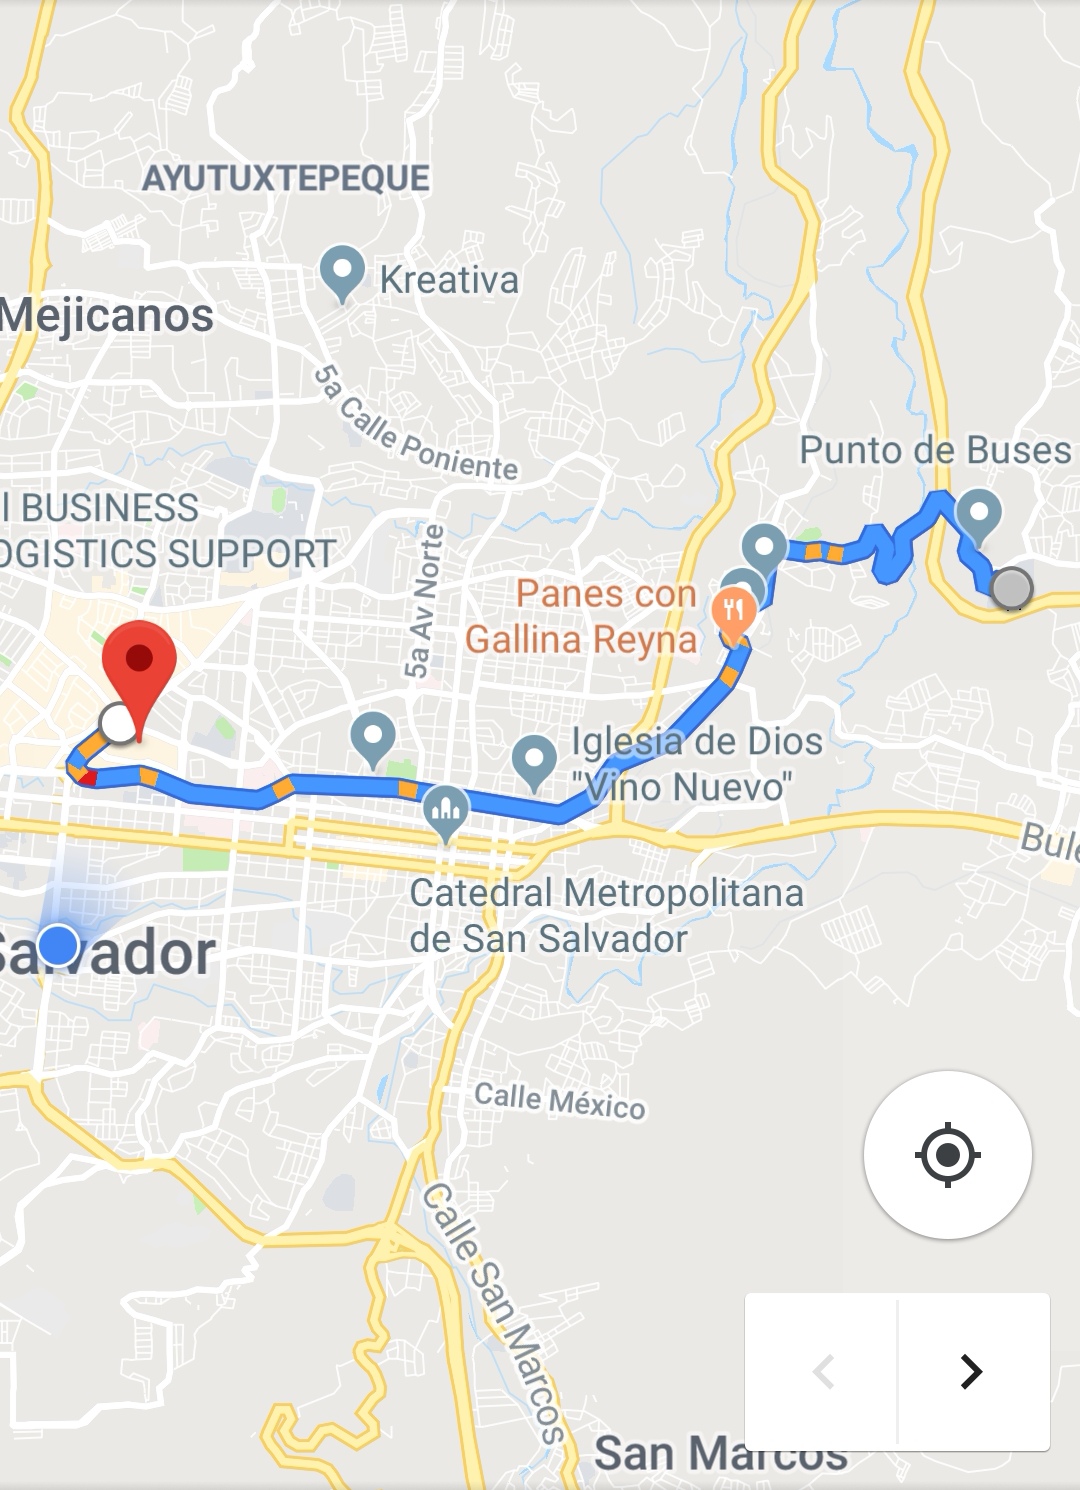 AYUTUXTEPEQUE
Kreativa
Mejicanos
5a Calle Poniente
Punto de Buses
l BUSINESS
OGISTICS SUPPORT
5a Av Norte
Panes con
Gallina Reyna
Iglesia de Dios
"Vino Nuevo"
Bule
Catedral Metropolitana
de San Salvador
Salvador
Calle México
Calle San Marcos
San Marcos